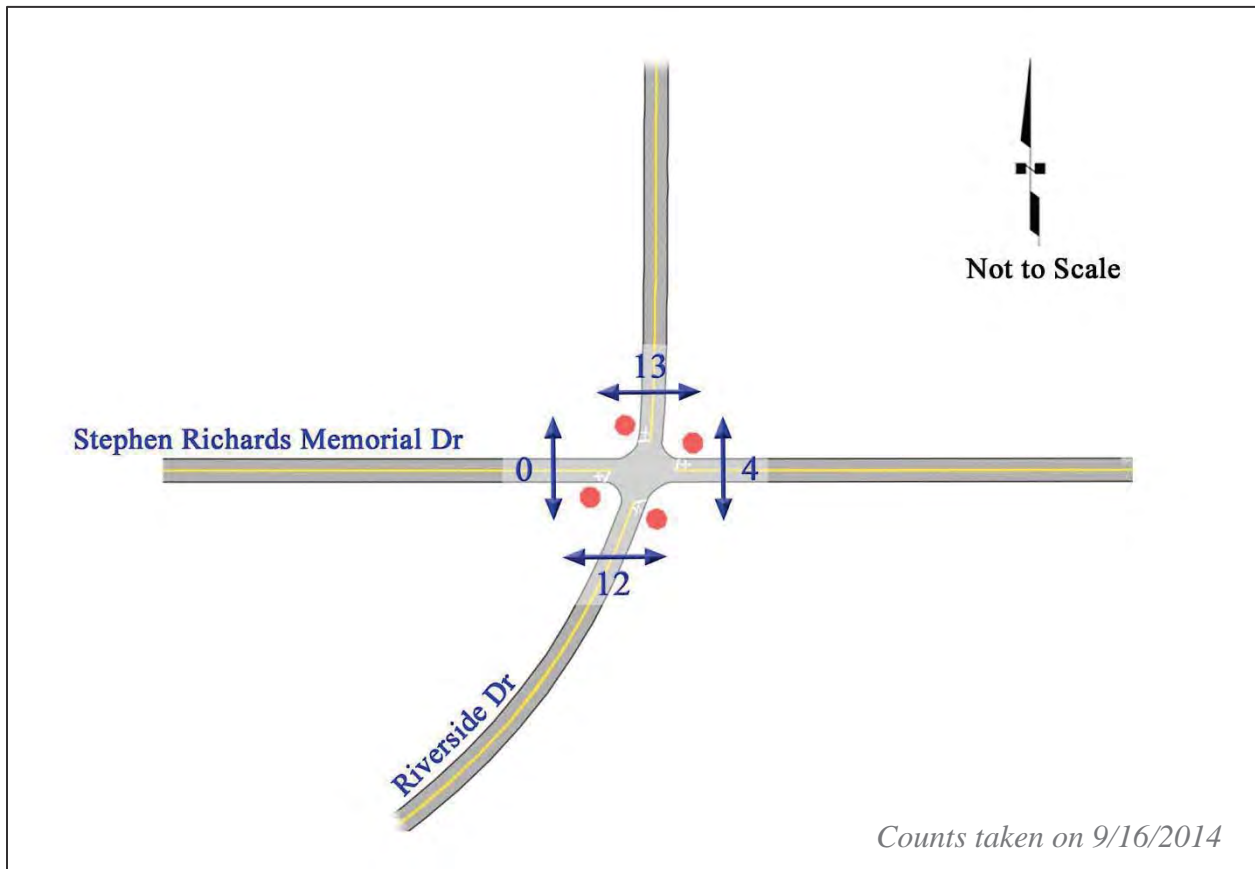 Not to Scale
13
Stephen Richards Memorial Dr
0
4
12
Riverside Dr
Counts taken on 9/16/2014